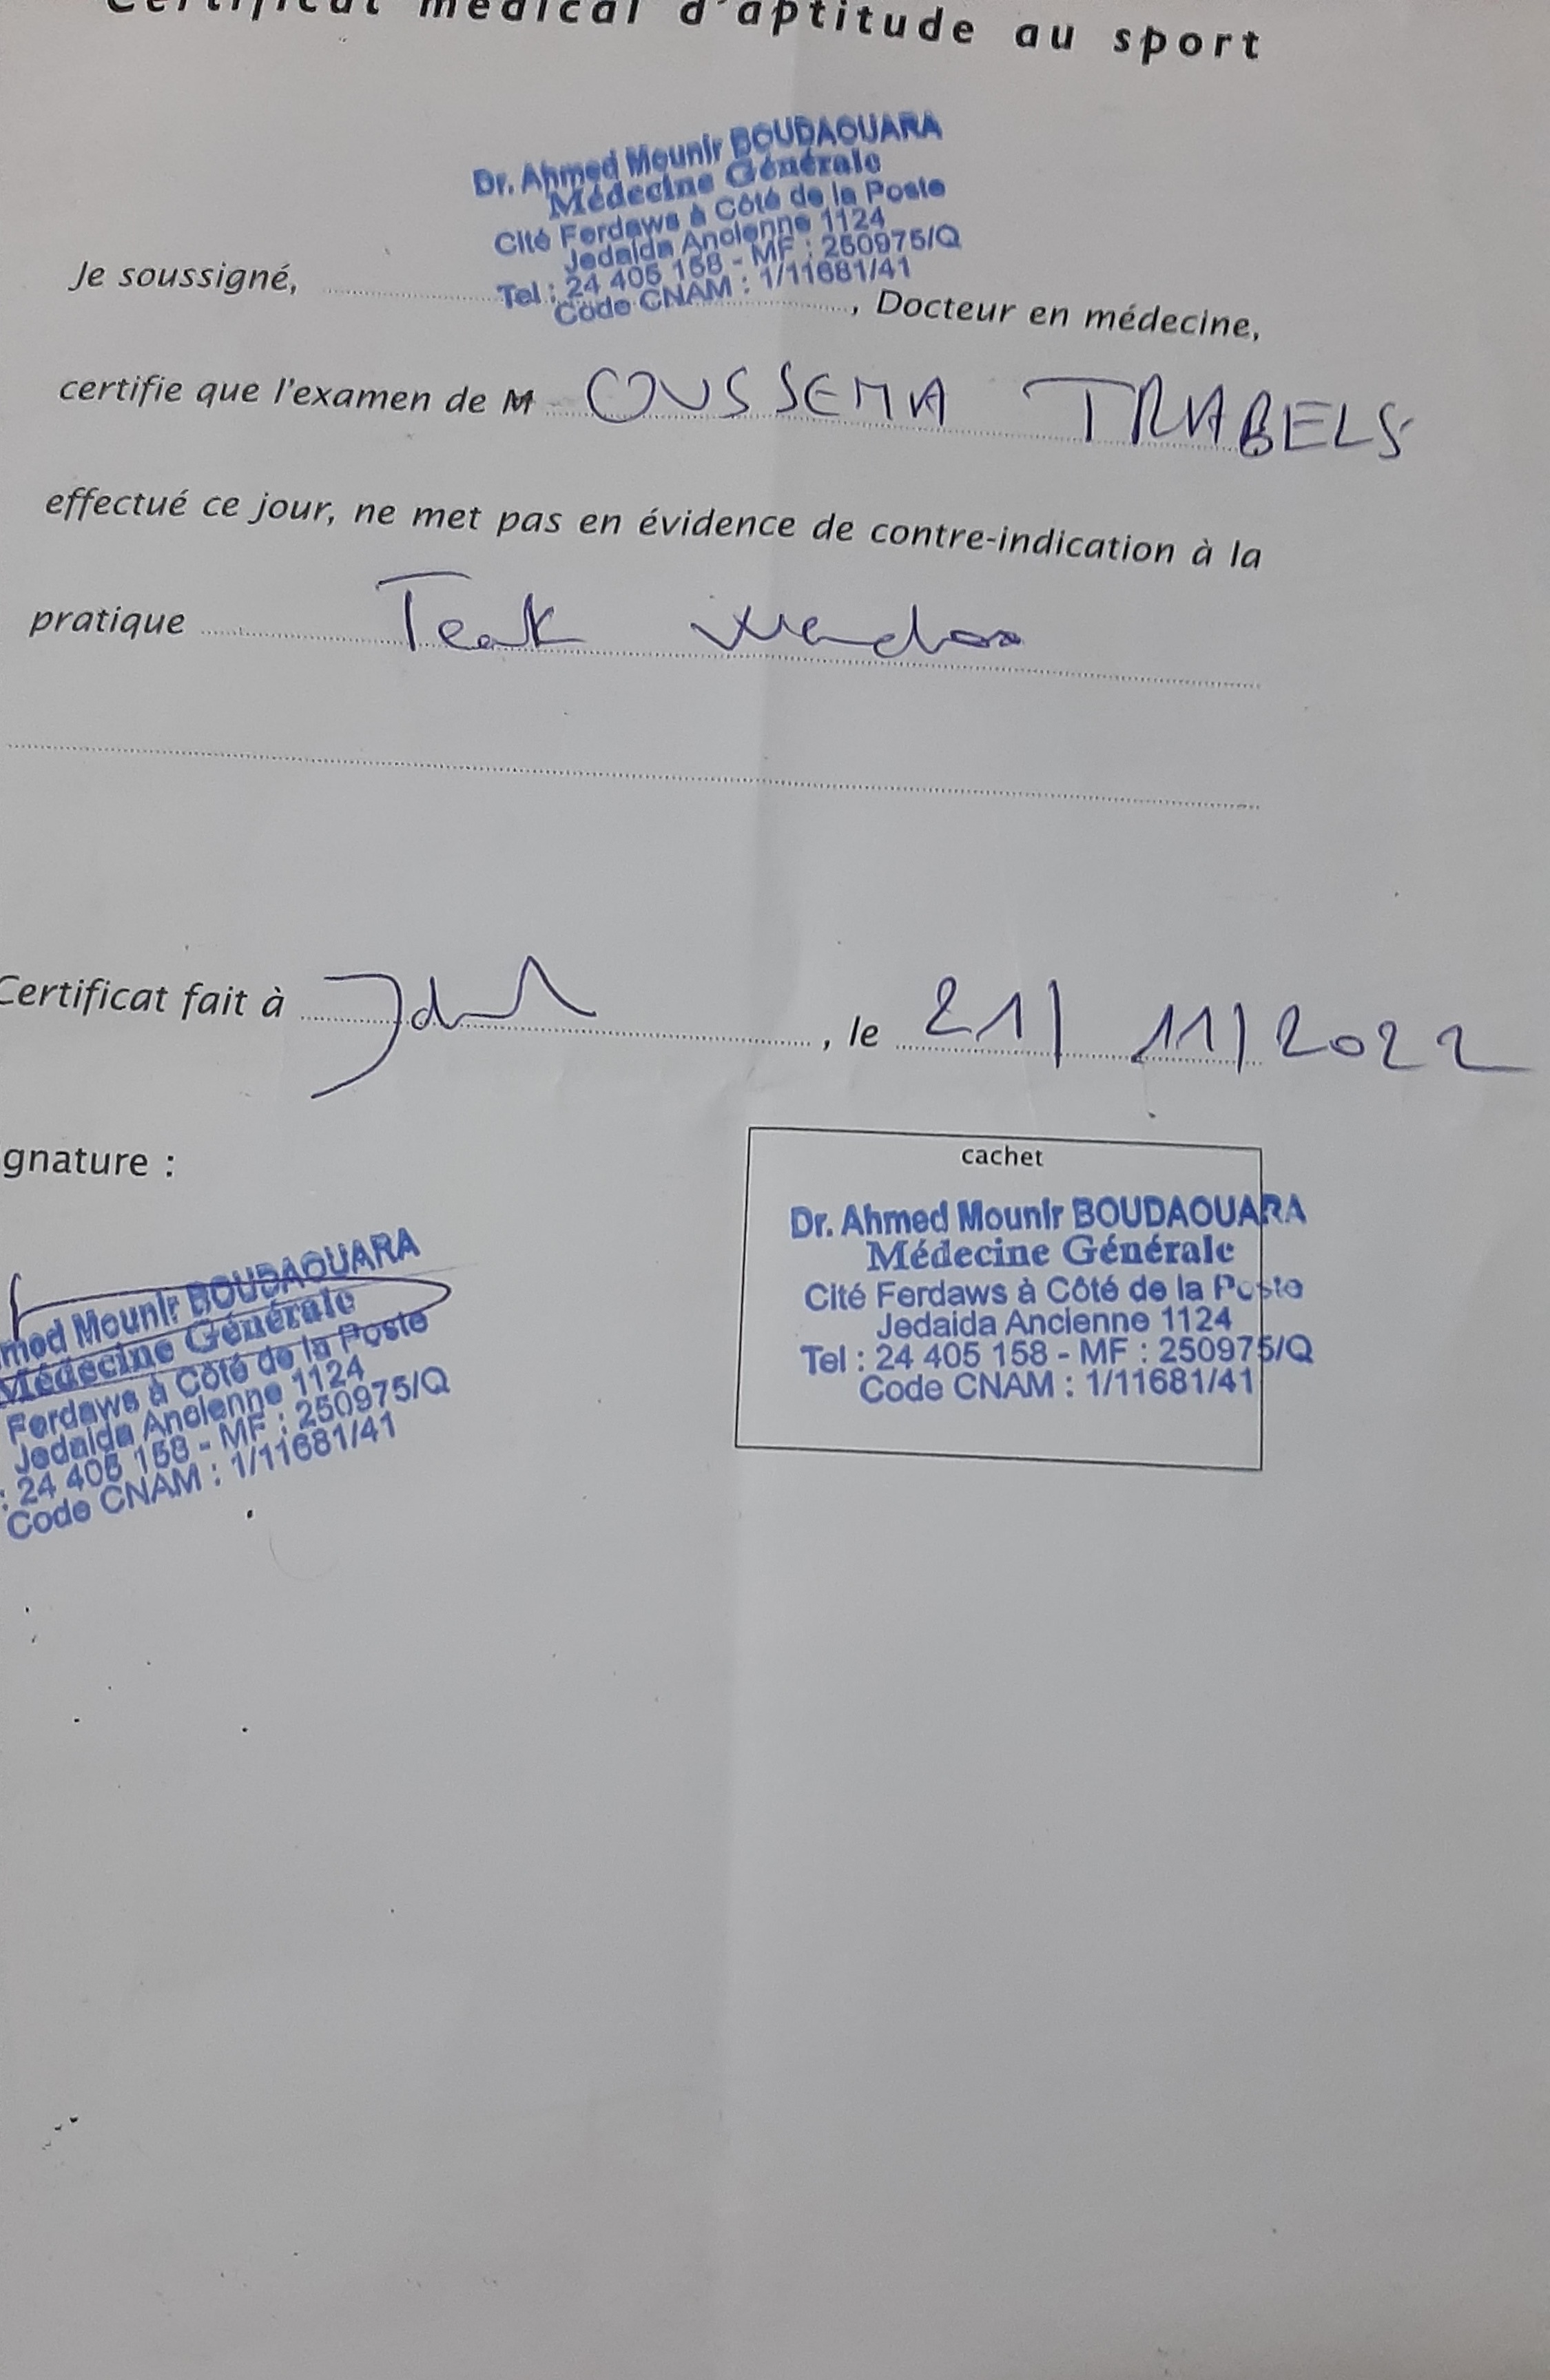 Certificat médical d'aptitude au sport
Dr. Ahmed Mounir BOUDAOUARA
Médecine Générale
Cité Ferdaws à Côté de la Poste
Jedaida Ancienne 1124
Tel : 24 405 158 - MF : 250975/Q
Code CNAM : 1/11681/41
Je soussigné, , Docteur en médecine,
certifie que l'examen de M OUSSEMA TRABELS
effectué ce jour, ne met pas en évidence de contre-indication à la
pratique
Certificat fait à , le 21/11/2022
gnature :
cachet
med Mounir BOUDAOUARA
Médecine Générale
Ferdaws à Côté de la Poste
Jedaida Ancienne 1124
: 24 405 158 - MF : 250975/Q
Code CNAM : 1/11681/41
Dr. Ahmed Mounir BOUDAOUARA
Médecine Générale
Cité Ferdaws à Côté de la Poste
Jedaida Ancienne 1124
Tel : 24 405 158 - MF : 250975/Q
Code CNAM : 1/11681/41